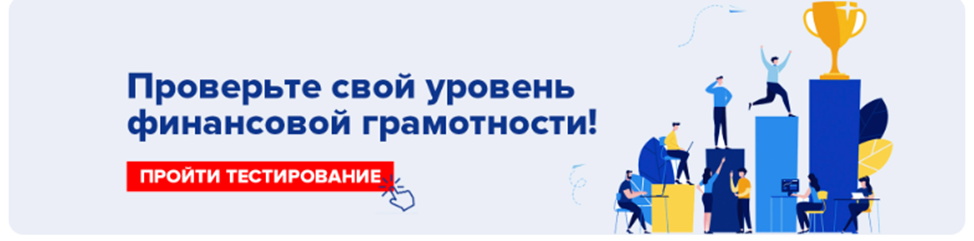 Проверьте свой уровень
финансовой грамотности!
ПРОЙТИ ТЕСТИРОВАНИЕ